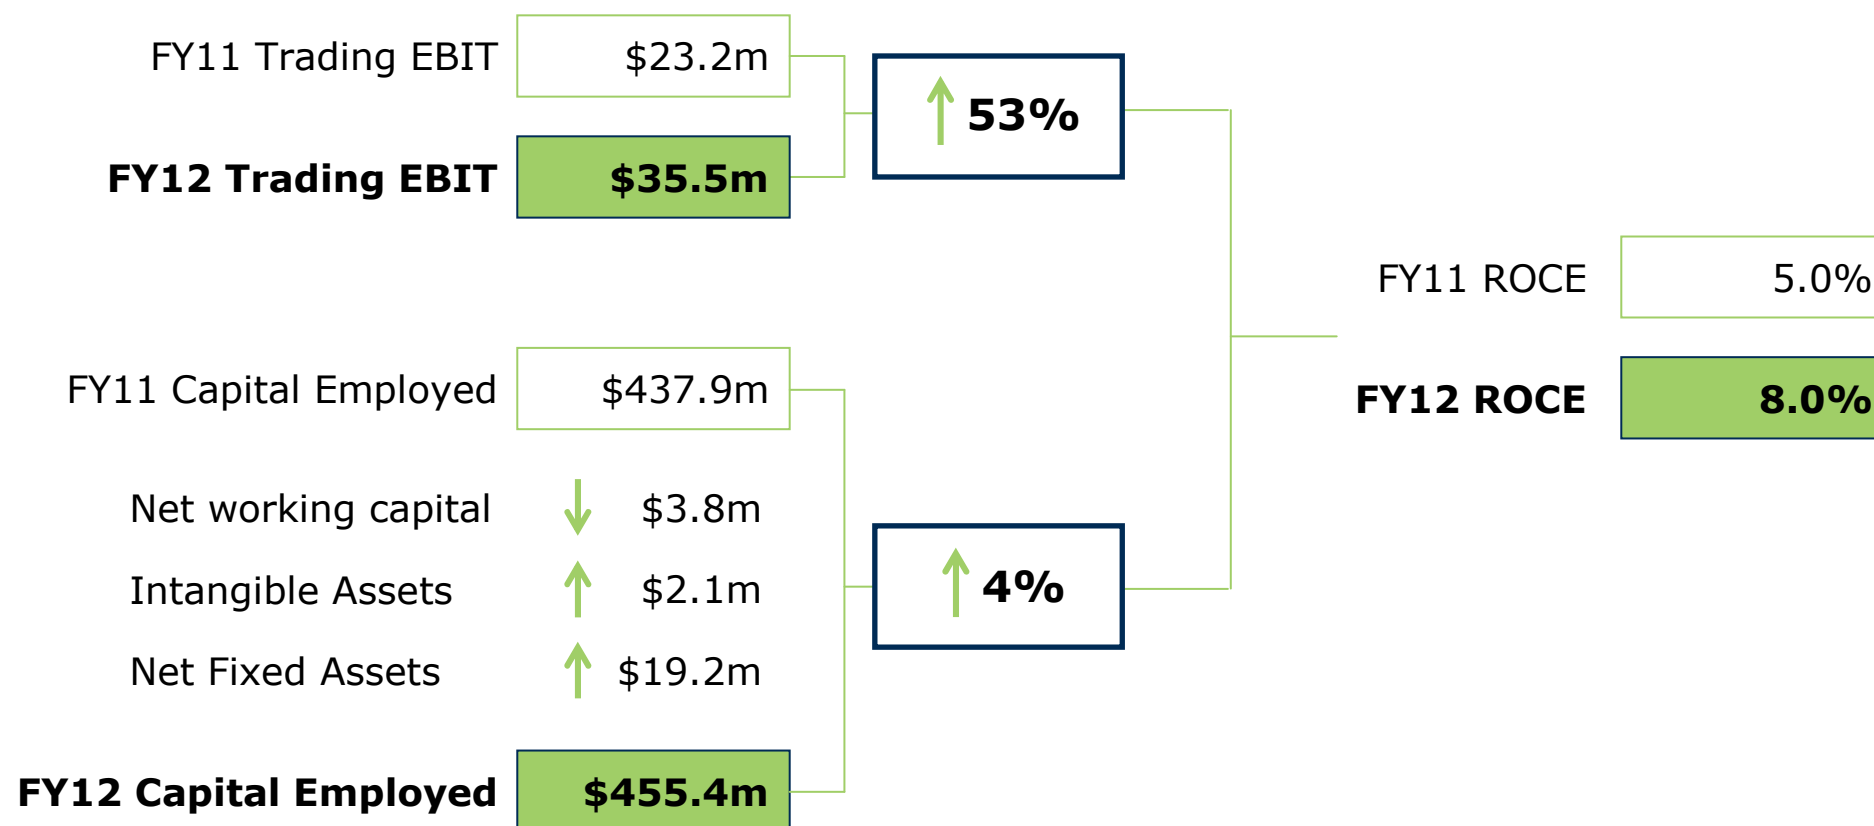 FY11 Trading EBIT $23.2m
53%
FY12 Trading EBIT $35.5m
FY11 ROCE 5.0%
FY12 ROCE 8.0%
FY11 Capital Employed $437.9m
Net working capital $3.8m
Intangible Assets $2.1m
4%
Net Fixed Assets $19.2m
FY12 Capital Employed $455.4m